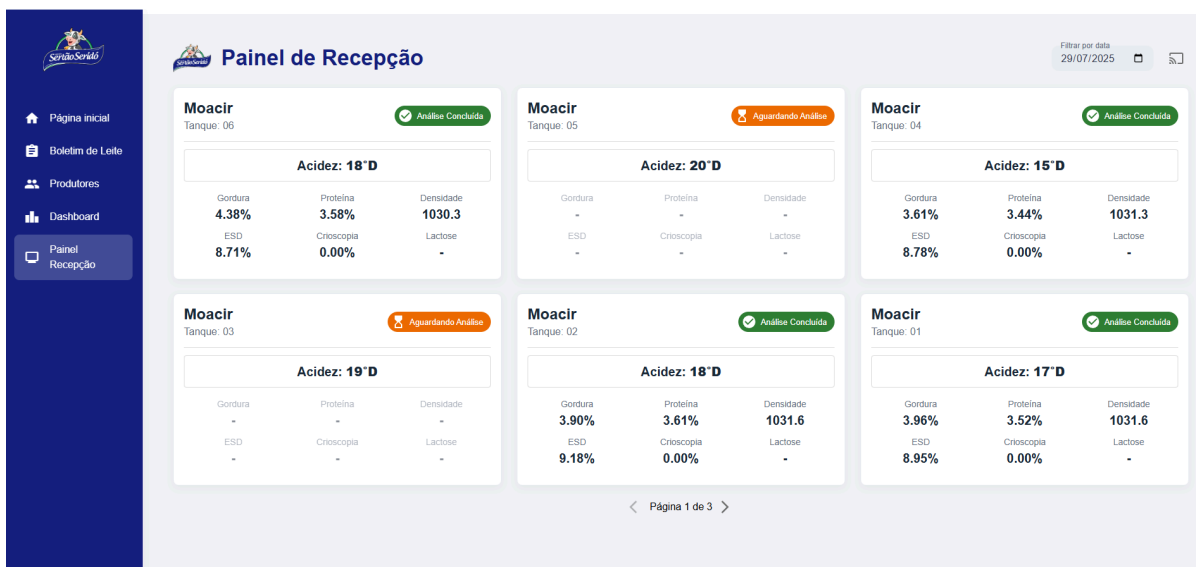 Sertão Seridó
Página inicial
Boletim de Leite
Produtores
Dashboard
Painel
Recepção
Sertão Seridó
Painel de Recepção
Filtrar por data
29/07/2025
Moacir
Tanque: 06
Análise Concluída
Acidez: 18°D
Gordura Proteína Densidade
4.38% 3.58% 1030.3
ESD Crioscopia Lactose
8.71% 0.00% -
Moacir
Tanque: 05
Aguardando Análise
Acidez: 20°D
Gordura Proteína Densidade
- - -
ESD Crioscopia Lactose
- - -
Moacir
Tanque: 04
Análise Concluída
Acidez: 15°D
Gordura Proteína Densidade
3.61% 3.44% 1031.3
ESD Crioscopia Lactose
8.78% 0.00% -
Moacir
Tanque: 03
Aguardando Análise
Acidez: 19°D
Gordura Proteína Densidade
- - -
ESD Crioscopia Lactose
- - -
Moacir
Tanque: 02
Análise Concluída
Acidez: 18°D
Gordura Proteína Densidade
3.90% 3.61% 1031.6
ESD Crioscopia Lactose
9.18% 0.00% -
Moacir
Tanque: 01
Análise Concluída
Acidez: 17°D
Gordura Proteína Densidade
3.96% 3.52% 1031.6
ESD Crioscopia Lactose
8.95% 0.00% -
Página 1 de 3